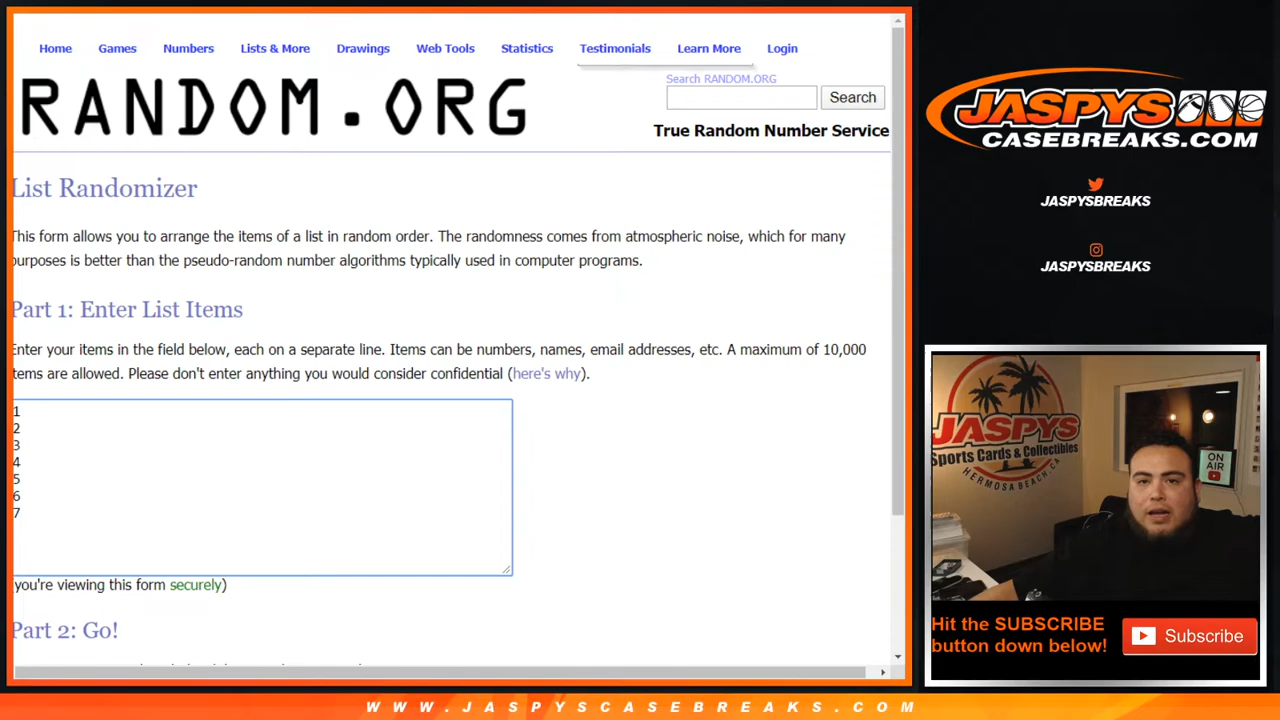 Home Games Numbers Lists & More Drawings Web Tools Statistics Testimonials Learn More Login
RANDOM.ORG
Search RANDOM.ORG
Search
True Random Number Service
List Randomizer
This form allows you to arrange the items of a list in random order. The randomness comes from atmospheric noise, which for many
purposes is better than the pseudo-random number algorithms typically used in computer programs.
Part 1: Enter List Items
Enter your items in the field below, each on a separate line. Items can be numbers, names, email addresses, etc. A maximum of 10,000
items are allowed. Please don't enter anything you would consider confidential (here's why).
1
2
3
4
5
6
7
you're viewing this form securely)
Part 2: Go!
JASPYS
CASEBREAKS.COM
JASPYSBREAKS
JASPYSBREAKS
JASPYS
Sports Cards & Collectibles
HERMOSA BEACH, CA
ON
AIR
Hit the SUBSCRIBE
button down below!
Subscribe
WWW.JASPYSCASEBREAKS.COM